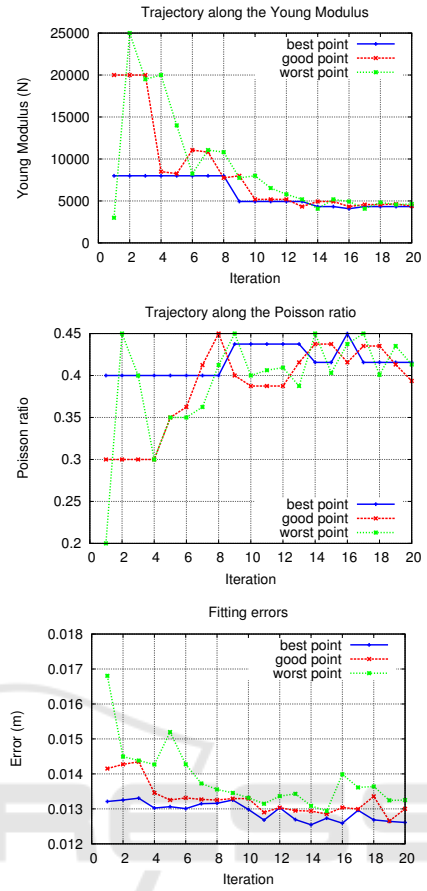 Trajectory along the Young Modulus
25000
20000
15000
10000
5000
0
Young Modulus (N)
best point
good point
worst point
0 2 4 6 8 10 12 14 16 18 20
Iteration
Trajectory along the Poisson ratio
0.45
0.4
0.35
0.3
0.25
0.2
Poisson ratio
best point
good point
worst point
0 2 4 6 8 10 12 14 16 18 20
Iteration
Fitting errors
0.018
0.017
0.016
0.015
0.014
0.013
0.012
Error (m)
best point
good point
worst point
0 2 4 6 8 10 12 14 16 18 20
Iteration